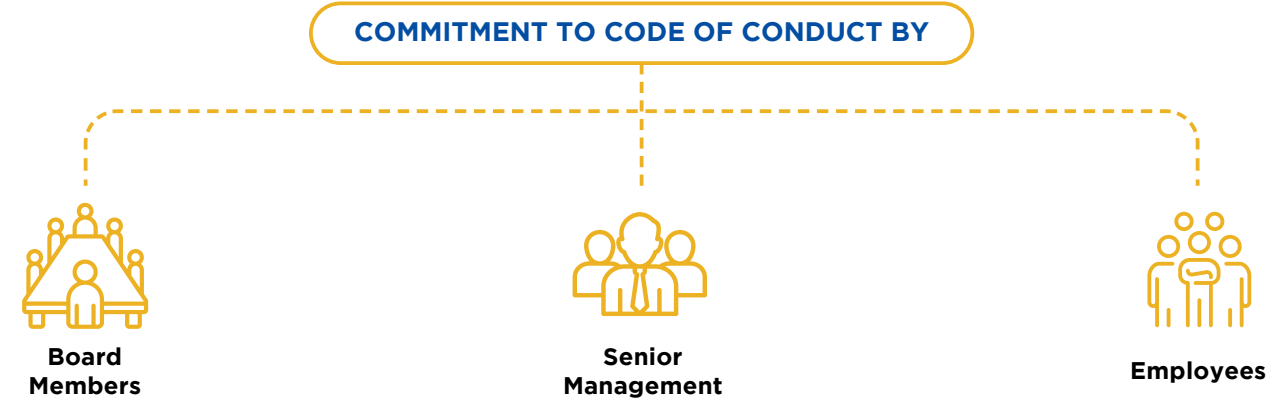 COMMITMENT TO CODE OF CONDUCT BY
Board
Members
Senior
Management
Employees